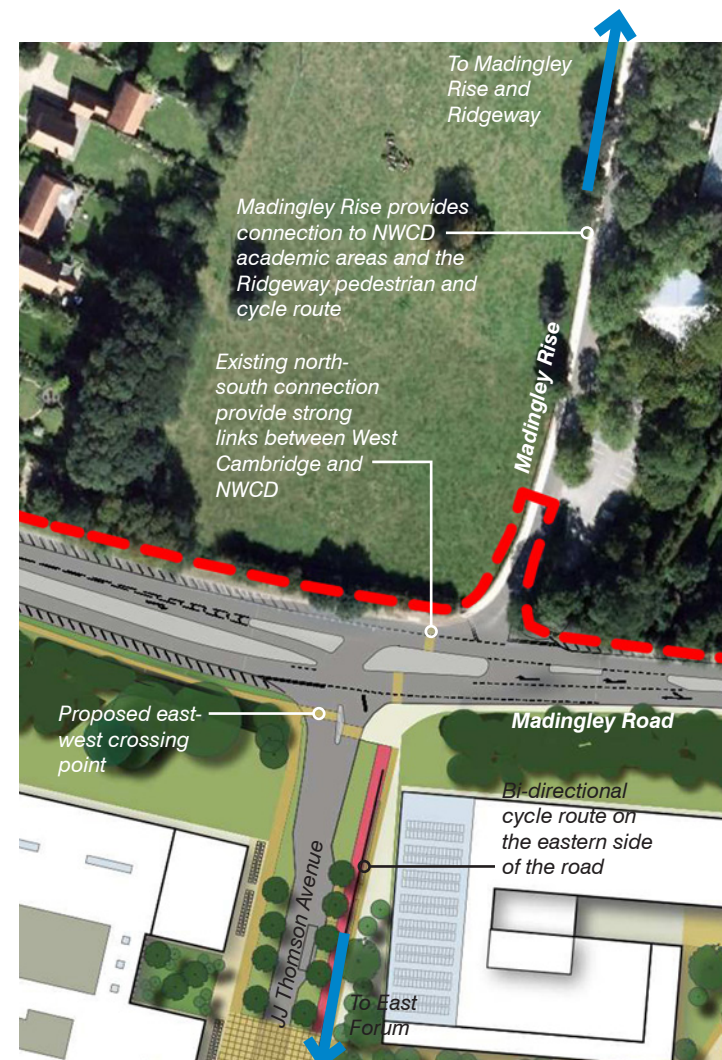 To Madingley
Rise and
Ridgeway
Madingley Rise provides
connection to NWCD
academic areas and the
Ridgeway pedestrian and
cycle route
Existing north-
south connection
provide strong
links between West
Cambridge and
NWCD
Madingley Rise
Proposed east-
west crossing
point
Madingley Road
Bi-directional
cycle route on
the eastern side
of the road
JJ Thomson Avenue
To East
Forum